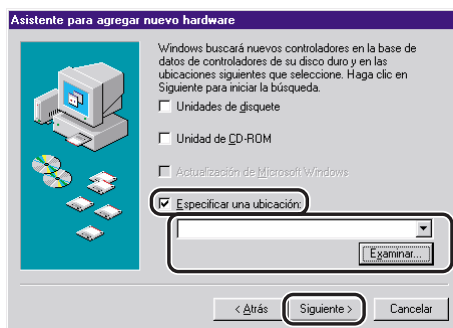 Asistente para agregar nuevo hardware
Windows buscará nuevos controladores en la base de
datos de controladores de su disco duro y en las
ubicaciones siguientes que seleccione. Haga clic en
Siguiente para iniciar la búsqueda.
Unidades de disquete
Unidad de CD-ROM
Actualización de Microsoft Windows
Especificar una ubicación:
Examinar...
< Atrás Siguiente > Cancelar